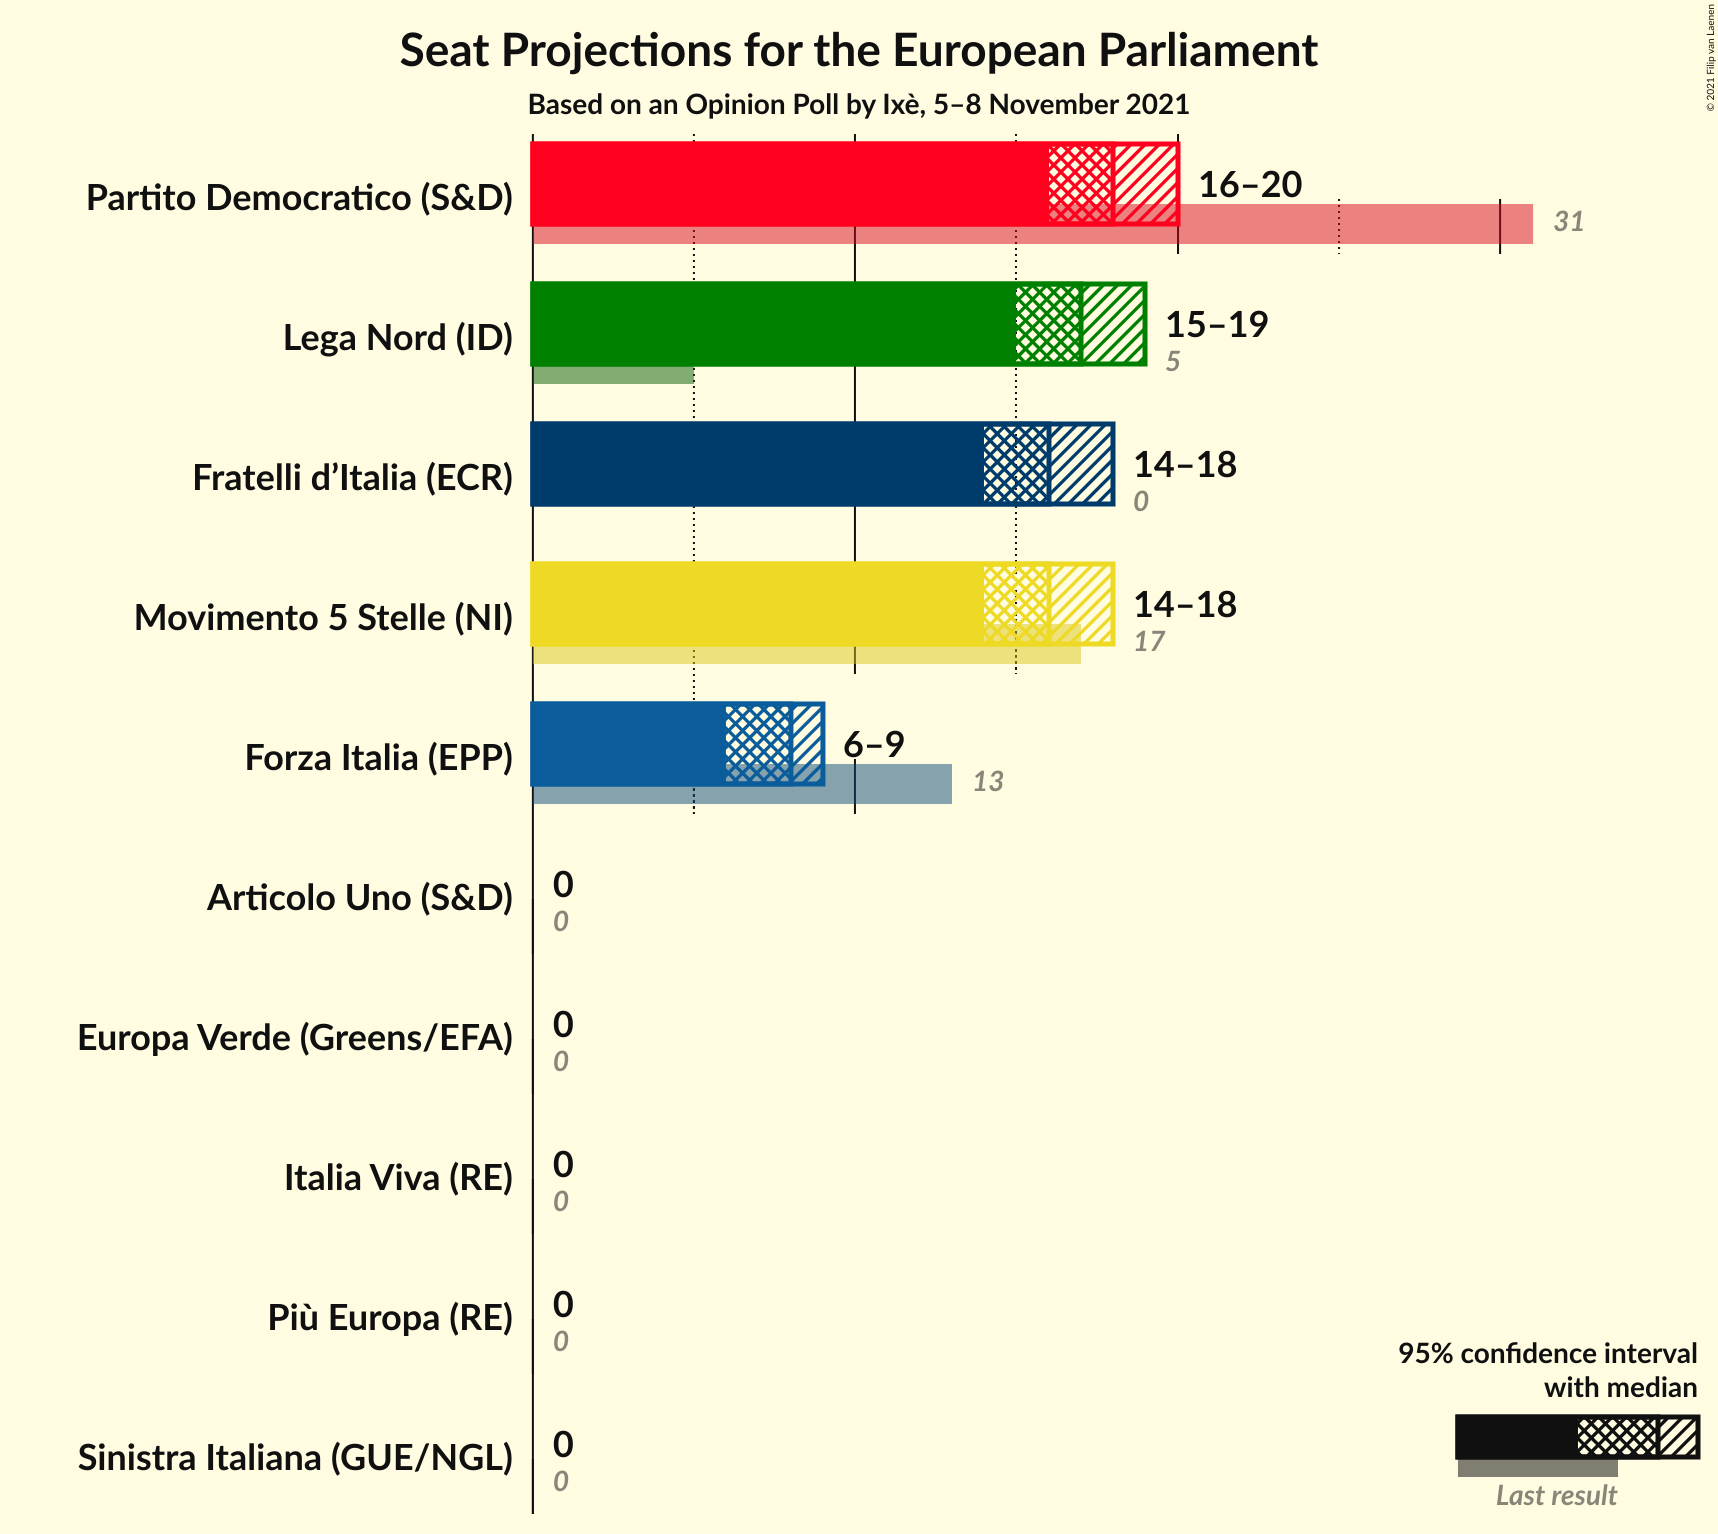 Seat Projections for the European Parliament
Based on an Opinion Poll by Ixè, 5–8 November 2021
© 2021 Filip van Laenen
Partito Democratico (S&D)
16–20
31
Lega Nord (ID)
15–19
5
Fratelli d’Italia (ECR)
14–18
0
Movimento 5 Stelle (NI)
14–18
17
Forza Italia (EPP)
6–9
13
Articolo Uno (S&D)
0
0
Europa Verde (Greens/EFA)
0
0
Italia Viva (RE)
0
0
Più Europa (RE)
0
0
Sinistra Italiana (GUE/NGL)
0
0
95% confidence interval
with median
Last result